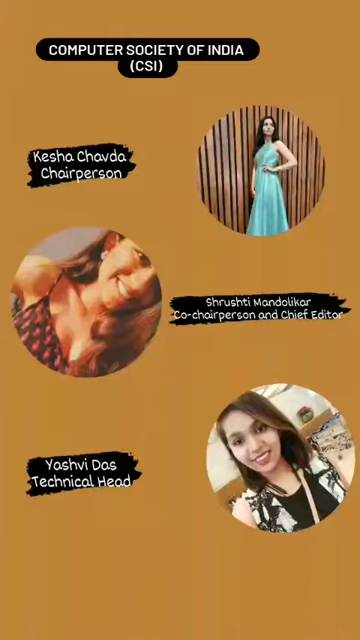 COMPUTER SOCIETY OF INDIA
(CSI)
Kesha Chavda
Chairperson
Shrushti Mandolikar
Co-chairperson and Chief Editor
Yashvi Das
Technical Head